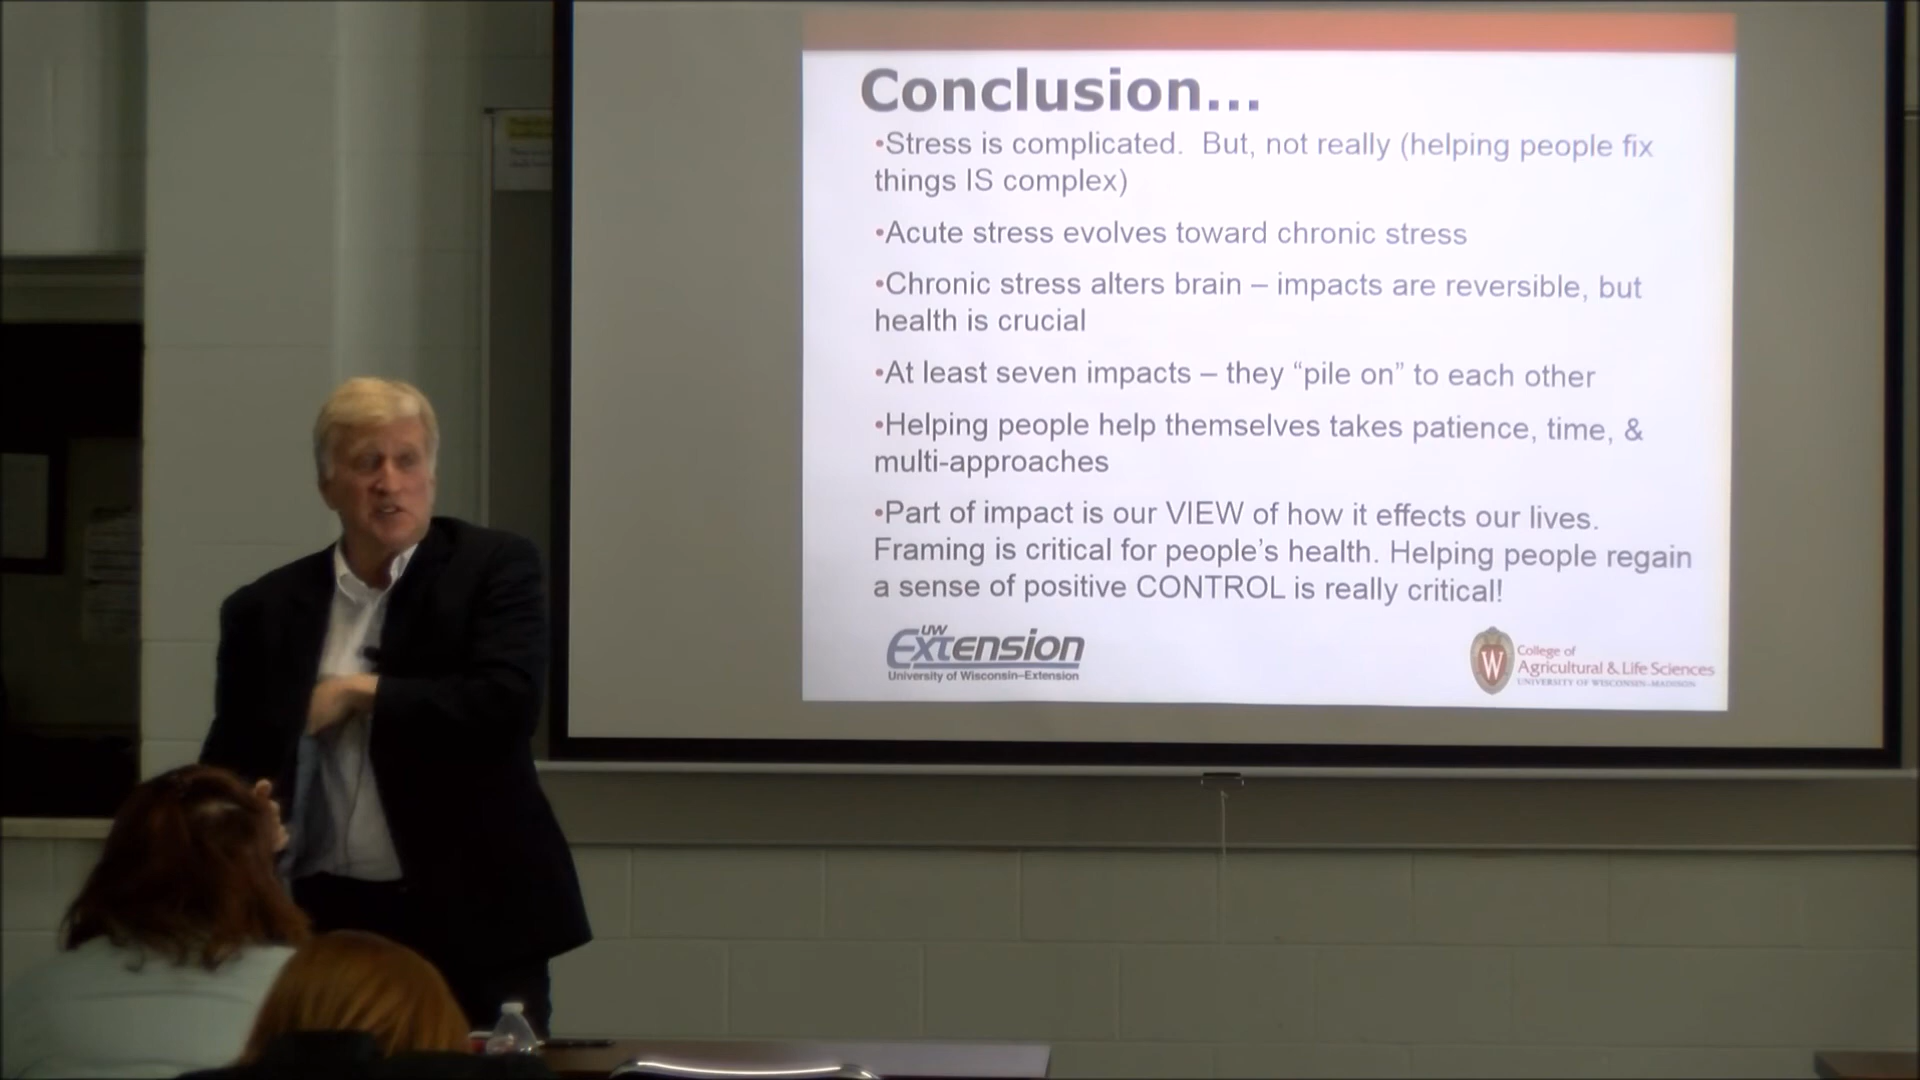 Conclusion...
•Stress is complicated.  But, not really (helping people fix
things IS complex)
•Acute stress evolves toward chronic stress
•Chronic stress alters brain – impacts are reversible, but
health is crucial
•At least seven impacts – they “pile on” to each other
•Helping people help themselves takes patience, time, &
multi-approaches
•Part of impact is our VIEW of how it effects our lives.
Framing is critical for people’s health. Helping people regain
a sense of positive CONTROL is really critical!
UW
Extension
University of Wisconsin–Extension
W
College of
Agricultural & Life Sciences
UNIVERSITY OF WISCONSIN–MADISON